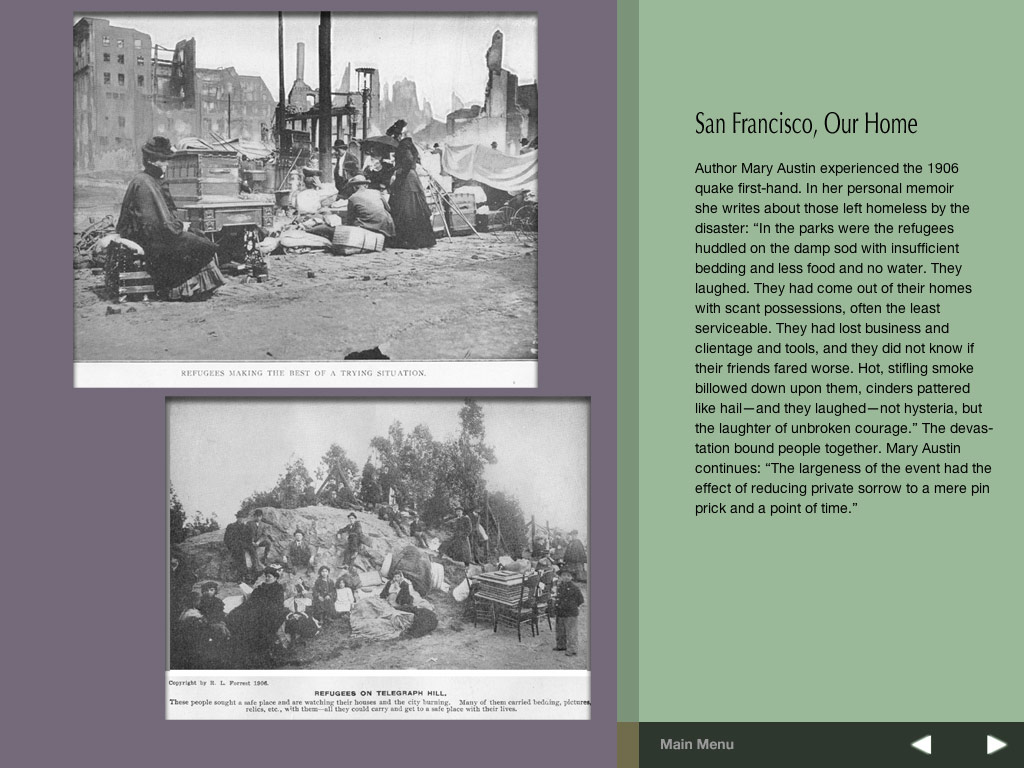 REFUGEES MAKING THE BEST OF A TRYING SITUATION.
Copyright by R. L. Forrest 1906.
REFUGEES ON TELEGRAPH HILL.
These people sought a safe place and are watching their houses and the city burning. Many of them carried bedding, pictures,
relics, etc., with them—all they could carry and get to a safe place with their lives.
San Francisco, Our Home
Author Mary Austin experienced the 1906
quake first-hand. In her personal memoir
she writes about those left homeless by the
disaster: “In the parks were the refugees
huddled on the damp sod with insufficient
bedding and less food and no water. They
laughed. They had come out of their homes
with scant possessions, often the least
serviceable. They had lost business and
clientage and tools, and they did not know if
their friends fared worse. Hot, stifling smoke
billowed down upon them, cinders pattered
like hail—and they laughed—not hysteria, but
the laughter of unbroken courage.” The devas-
tation bound people together. Mary Austin
continues: “The largeness of the event had the
effect of reducing private sorrow to a mere pin
prick and a point of time.”
Main Menu